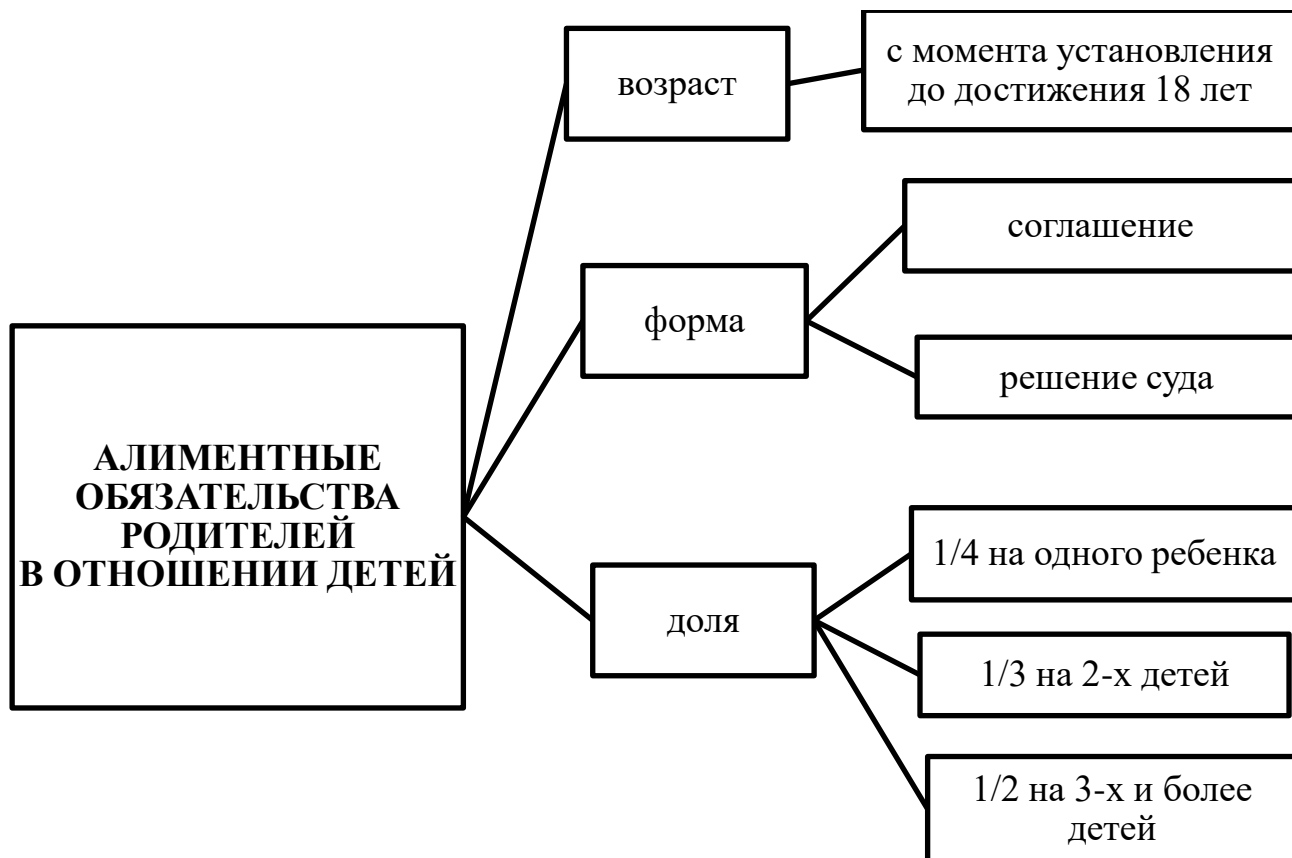 АЛИМЕНТНЫЕ
ОБЯЗАТЕЛЬСТВА
РОДИТЕЛЕЙ
В ОТНОШЕНИИ ДЕТЕЙ
возраст
с момента установления
до достижения 18 лет
форма
соглашение
решение суда
доля
1/4 на одного ребенка
1/3 на 2-х детей
1/2 на 3-х и более
детей